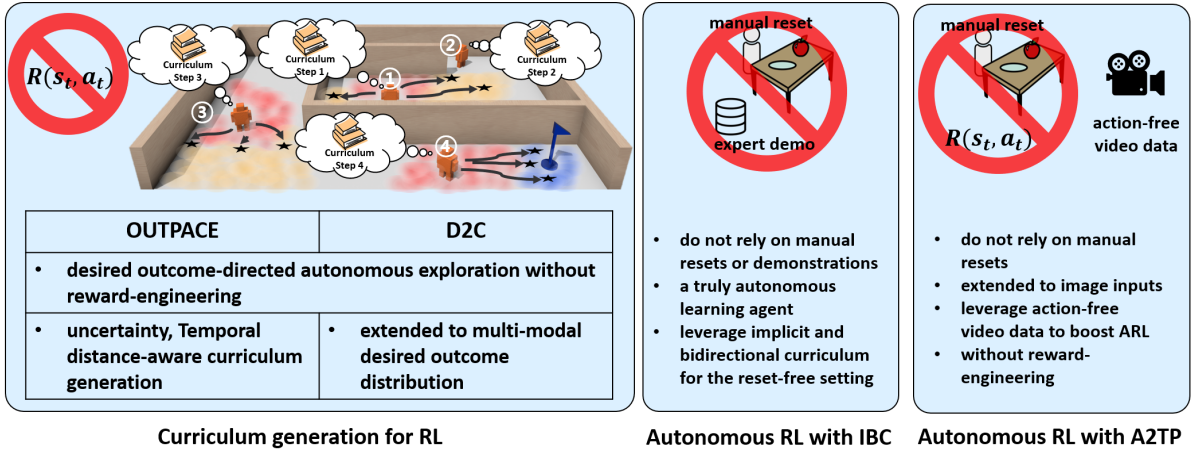 R(s_t, a_t)
Curriculum
Step 3
Curriculum
Step 1
②
Curriculum
Step 2
①
③
Curriculum
Step 4
④
OUTPACE
D2C
• desired outcome-directed autonomous exploration without
reward-engineering
• uncertainty, Temporal
distance-aware curriculum
generation
• extended to multi-modal
desired outcome
distribution
Curriculum generation for RL
manual reset
expert demo
• do not rely on manual
resets or demonstrations
• a truly autonomous
learning agent
• leverage implicit and
bidirectional curriculum
for the reset-free setting
Autonomous RL with IBC
manual reset
R(s_t, a_t)
action-free
video data
• do not rely on manual
resets
• extended to image inputs
• leverage action-free
video data to boost ARL
• without reward-
engineering
Autonomous RL with A2TP